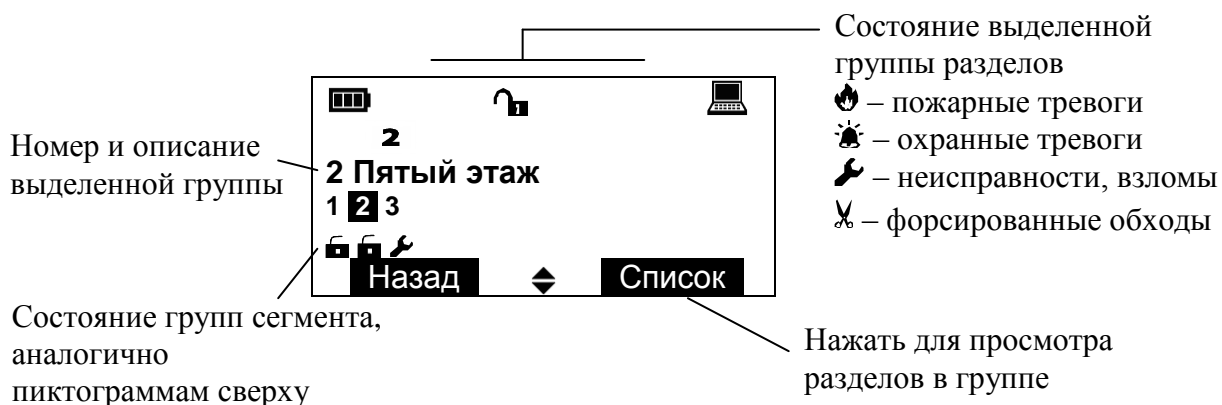 Состояние выделенной
группы разделов
– пожарные тревоги
– охранные тревоги
– неисправности, взломы
– форсированные обходы
Номер и описание
выделенной группы
1
2
2 Пятый этаж
1 2 3
Назад Список
Состояние групп сегмента,
аналогично
пиктограммам сверху
Нажать для просмотра
разделов в группе